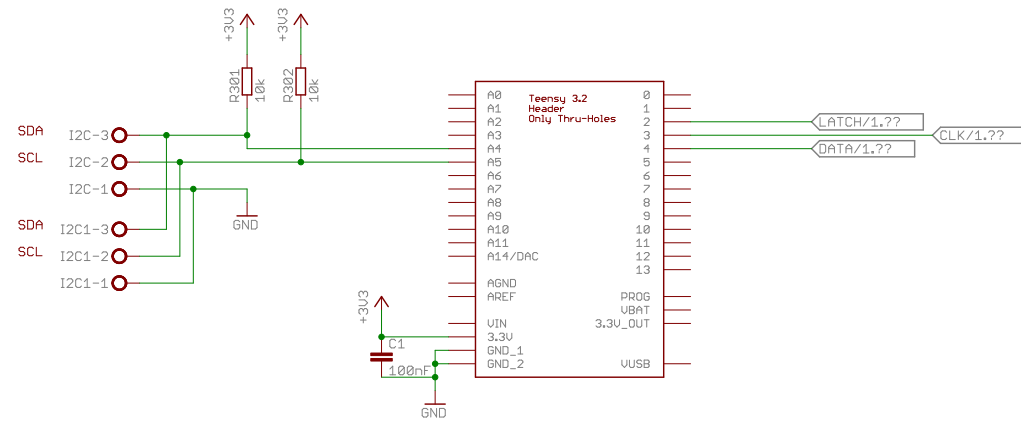 +3V3
+3V3
R301
10k
R302
10k
SDA
I2C-3
SCL
I2C-2
I2C-1
SDA
I2C1-3
SCL
I2C1-2
I2C1-1
GND
Teensy 3.2
Header
Only Thru-Holes
A0
A1
A2
A3
A4
A5
A6
A7
A8
A9
A10
A11
A14/DAC
AGND
AREF
VIN
3.3V
GND_1
GND_2
0
1
2
3
4
5
6
7
8
9
10
11
12
13
PROG
VBAT
3.3V_OUT
VUSB
LATCH/1.??
CLK/1.??
DATA/1.??
+3V3
C1
100nF
GND